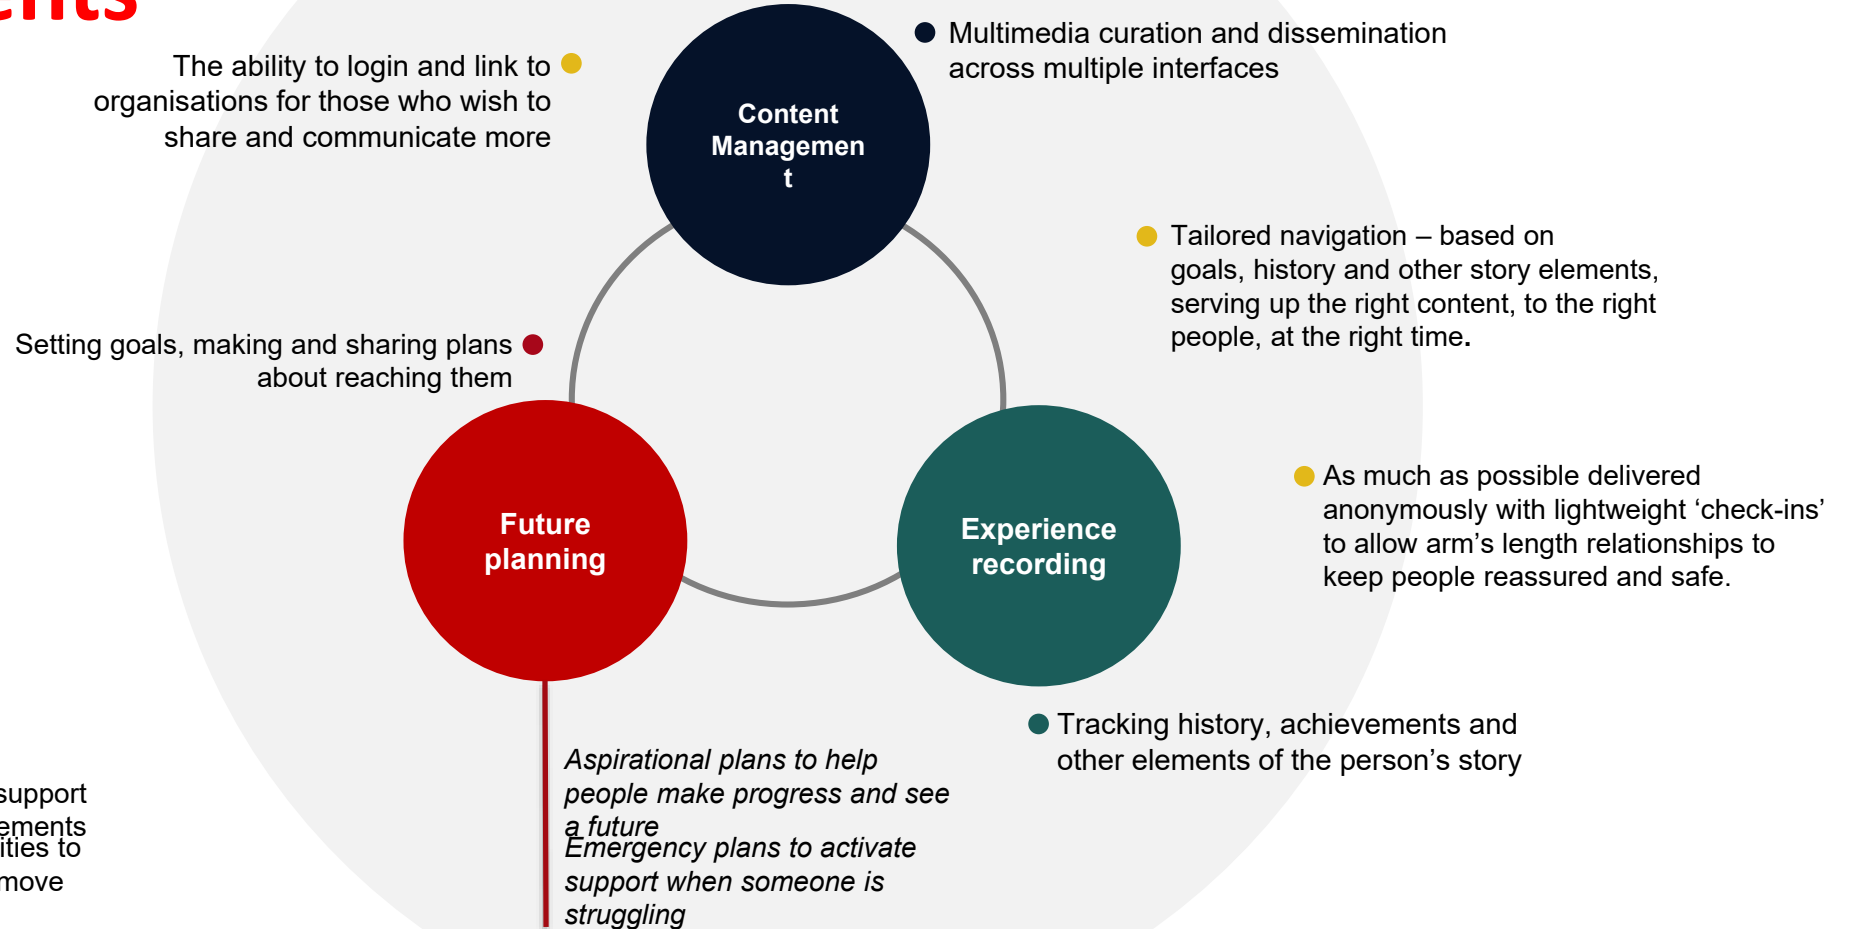 ents
Multimedia curation and dissemination
across multiple interfaces
The ability to login and link to
organisations for those who wish to
share and communicate more
Content
Managemen
t
Tailored navigation – based on
goals, history and other story elements,
serving up the right content, to the right
people, at the right time.
Setting goals, making and sharing plans
about reaching them
As much as possible delivered
anonymously with lightweight ‘check-ins’
to allow arm’s length relationships to
keep people reassured and safe.
Future
planning
Experience
recording
Tracking history, achievements and
other elements of the person’s story
Aspirational plans to help
people make progress and see
a future
Emergency plans to activate
support when someone is
struggling
support
ements
ities to
move